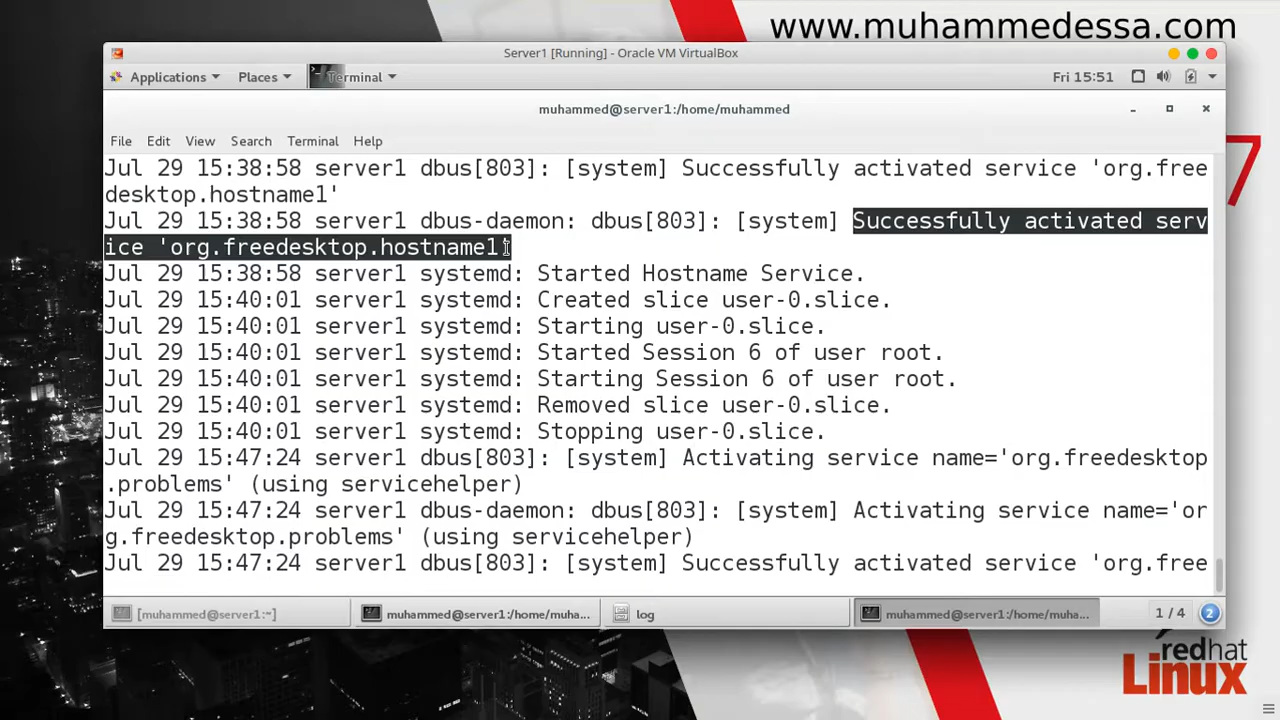 www.muhammedessa.com
Server1 [Running] - Oracle VM VirtualBox
Applications Places Terminal Fri 15:51
muhammed@server1:/home/muhammed
File Edit View Search Terminal Help
Jul 29 15:38:58 server1 dbus[803]: [system] Successfully activated service 'org.free
desktop.hostname1'
Jul 29 15:38:58 server1 dbus-daemon: dbus[803]: [system] Successfully activated serv
ice 'org.freedesktop.hostname1'
Jul 29 15:38:58 server1 systemd: Started Hostname Service.
Jul 29 15:40:01 server1 systemd: Created slice user-0.slice.
Jul 29 15:40:01 server1 systemd: Starting user-0.slice.
Jul 29 15:40:01 server1 systemd: Started Session 6 of user root.
Jul 29 15:40:01 server1 systemd: Starting Session 6 of user root.
Jul 29 15:40:01 server1 systemd: Removed slice user-0.slice.
Jul 29 15:40:01 server1 systemd: Stopping user-0.slice.
Jul 29 15:47:24 server1 dbus[803]: [system] Activating service name='org.freedesktop
.problems' (using servicehelper)
Jul 29 15:47:24 server1 dbus-daemon: dbus[803]: [system] Activating service name='or
g.freedesktop.problems' (using servicehelper)
Jul 29 15:47:24 server1 dbus[803]: [system] Successfully activated service 'org.free
[muhammed@server1:~] muhammed@server1:/home/muha... log muhammed@server1:/home/muha... 1 / 4 2
7
redhat
Linux